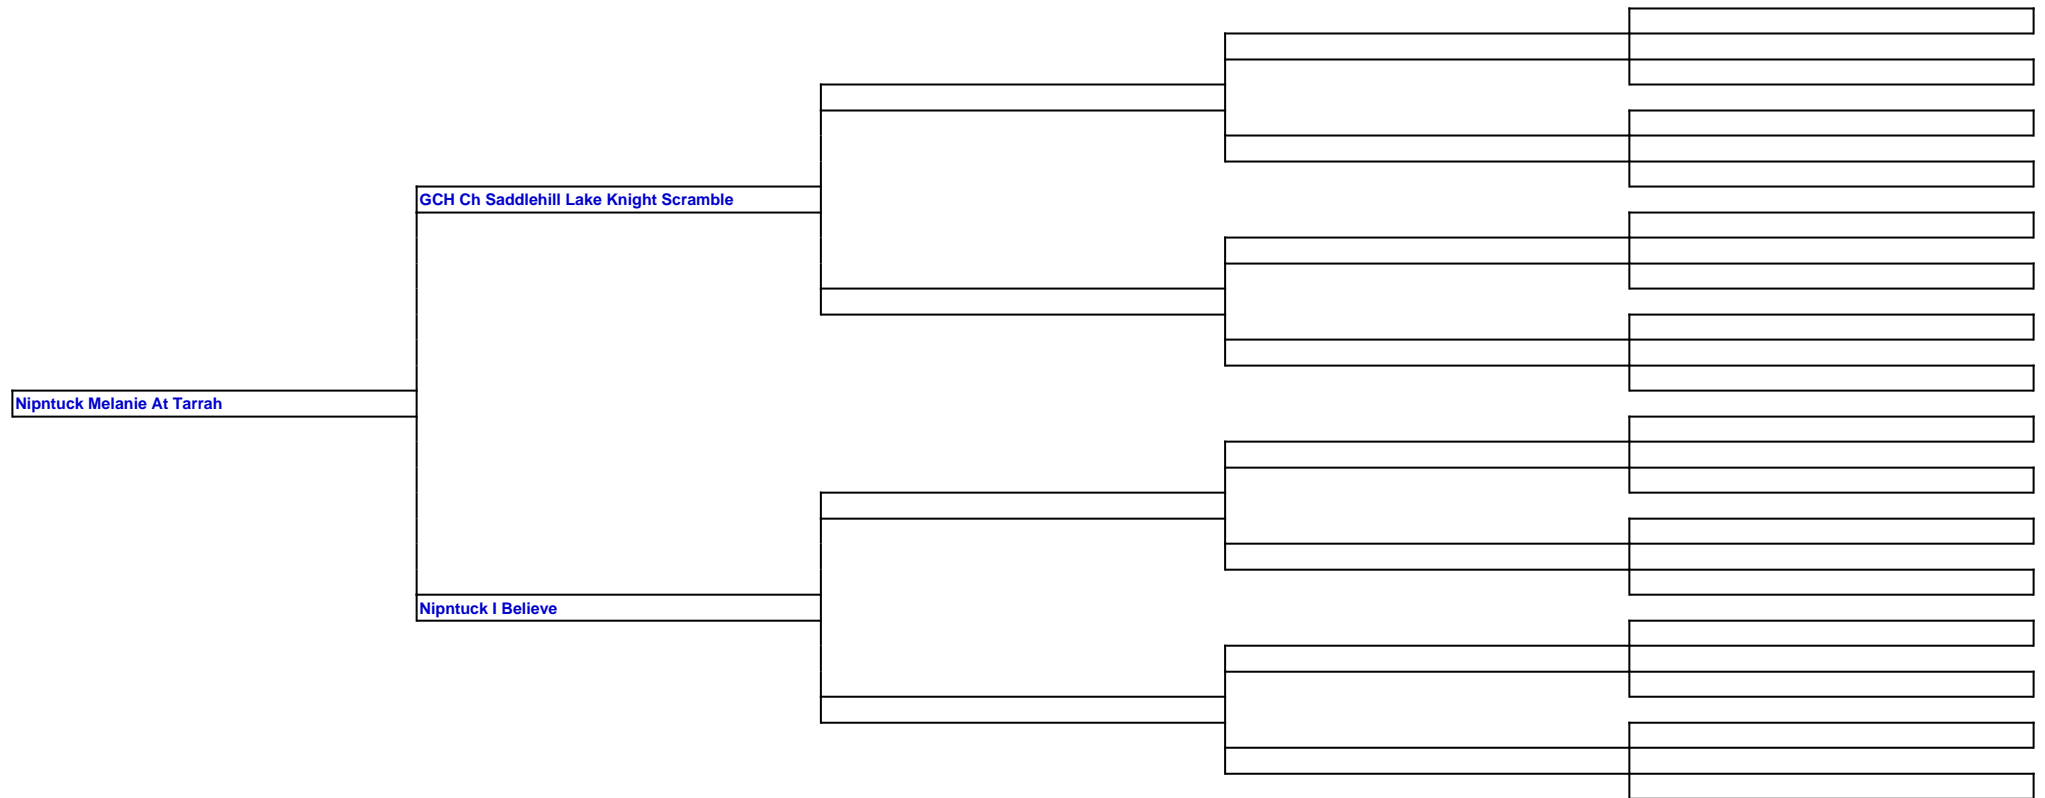 GCH Ch Saddlehill Lake Knight Scramble
Nipntuck Melanie At Tarrah
Nipntuck I Believe